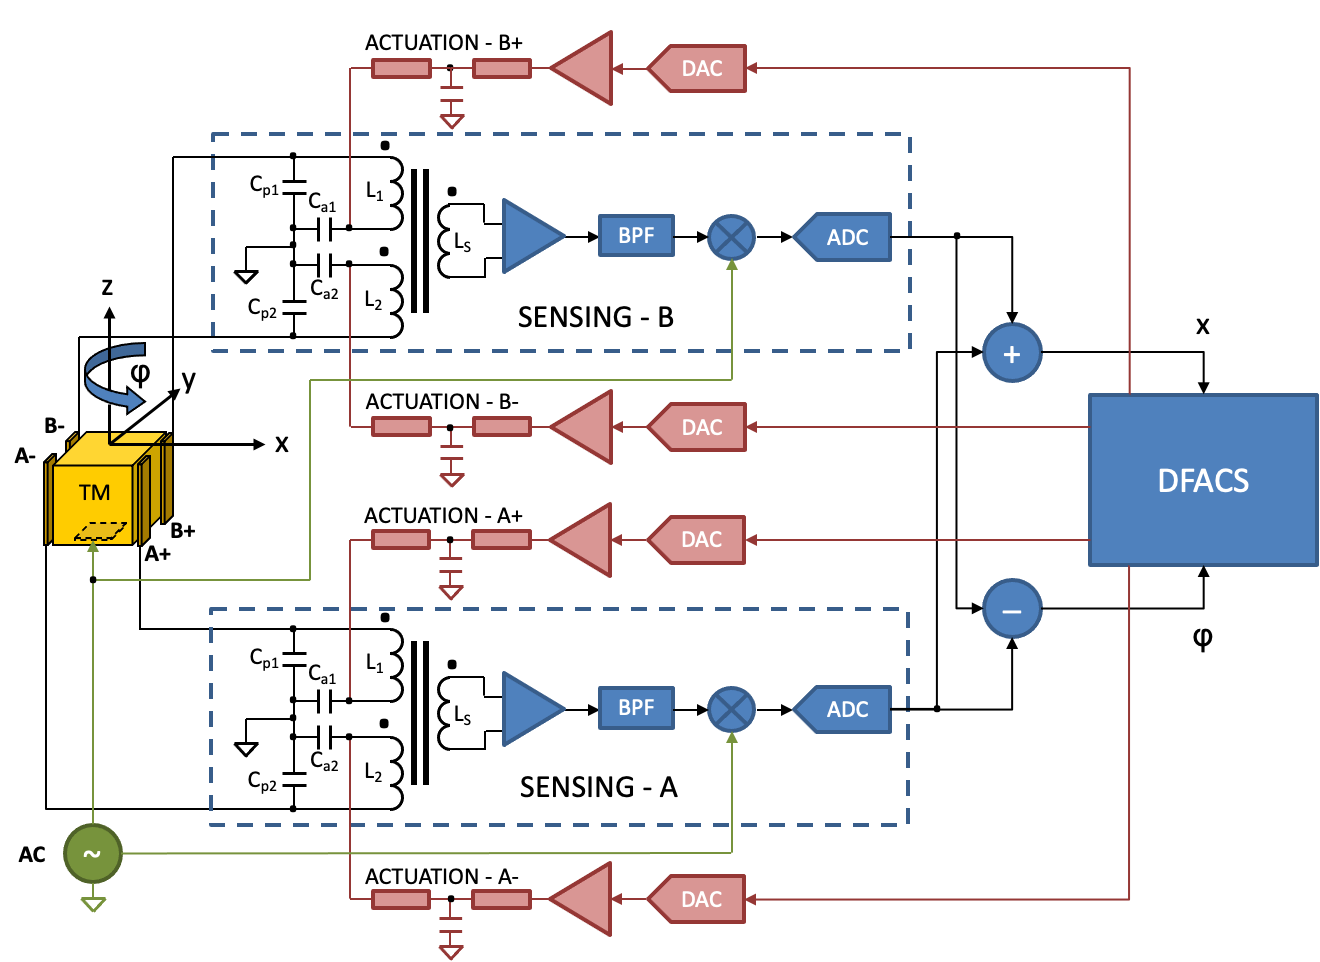 ACTUATION - B+
DAC
Cp1
Ca1
L1
LS
BPF
ADC
Ca2
L2
Cp2
SENSING - B
z
φ
y
x
+
x
ACTUATION - B-
DAC
B-
A-
TM
B+
A+
DFACS
ACTUATION - A+
DAC
−
φ
Cp1
Ca1
L1
LS
BPF
ADC
Ca2
L2
Cp2
SENSING - A
AC
~
ACTUATION - A-
DAC